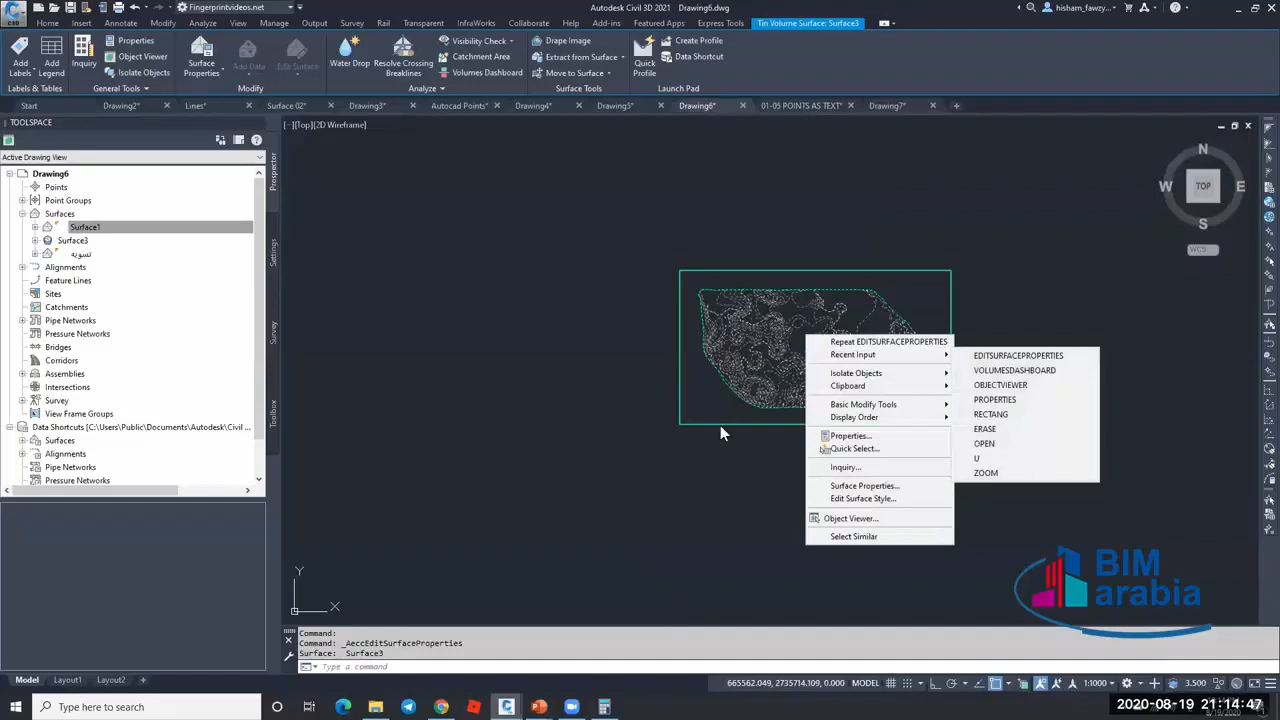 Fingerprintvideos.net
Autodesk Civil 3D 2021 Drawing6.dwg
Type a keyword or phrase
hisham_fawzy...
Home Insert Annotate Modify Analyze View Manage Output Survey Rail Transparent InfraWorks Collaborate Help Add-ins Featured Apps Express Tools Tin Volume Surface: Surface3
Add Labels
Add Legend
Labels & Tables
Inquiry
Properties
Object Viewer
Isolate Objects
General Tools
Surface Properties
Add Data
Edit Surface
Modify
Water Drop
Resolve Crossing Breaklines
Visibility Check
Catchment Area
Volumes Dashboard
Analyze
Drape Image
Extract from Surface
Move to Surface
Surface Tools
Quick Profile
Create Profile
Data Shortcut
Launch Pad
Start Drawing2* Lines* Surface 02* Drawing3* Autocad Points* Drawing4* Drawing5* Drawing6* 01-05 POINTS AS TEXT* Drawing7*
TOOLSPACE
Active Drawing View
Drawing6
Points
Point Groups
Surfaces
Surface1
Surface3
تسويه
Alignments
Feature Lines
Sites
Catchments
Pipe Networks
Pressure Networks
Bridges
Corridors
Assemblies
Intersections
Survey
View Frame Groups
Data Shortcuts [C:\Users\Public\Documents\Autodesk\Civil ...
Surfaces
Alignments
Pipe Networks
Pressure Networks
Prospector
Settings
Survey
Toolbox
[−][Top][2D Wireframe]
N
W TOP E
S
WCS
Repeat EDITSURFACEPROPERTIES
Recent Input
Isolate Objects
Clipboard
Basic Modify Tools
Display Order
Properties...
Quick Select...
Inquiry...
Surface Properties...
Edit Surface Style...
Object Viewer...
Select Similar
EDITSURFACEPROPERTIES
VOLUMESDASHBOARD
OBJECTVIEWER
PROPERTIES
RECTANG
ERASE
OPEN
U
ZOOM
Y
X
BIM
arabia
Command:
Command: _AeccEditSurfaceProperties
Surface: Surface3
Type a command
Model Layout1 Layout2
665562.049, 2735714.109, 0.000 MODEL 1:1000 3.500
Type here to search
2020-08-19 21:14:47